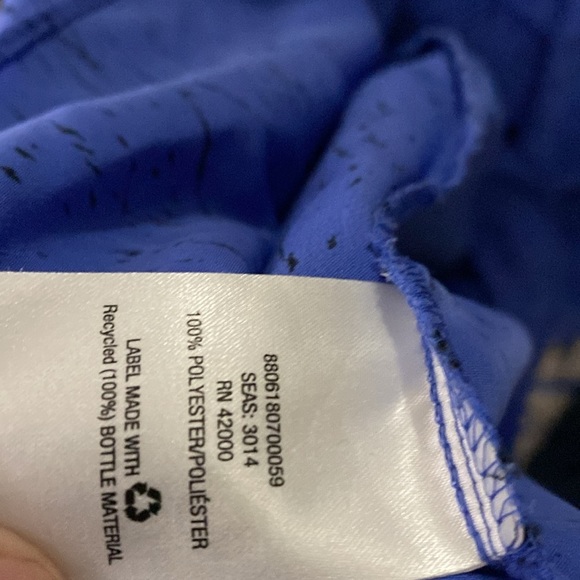 8806180700059
SEAS: 3014
RN 42000
100% POLYESTER/POLIÉSTER
LABEL MADE WITH
Recycled (100%) BOTTLE MATERIAL